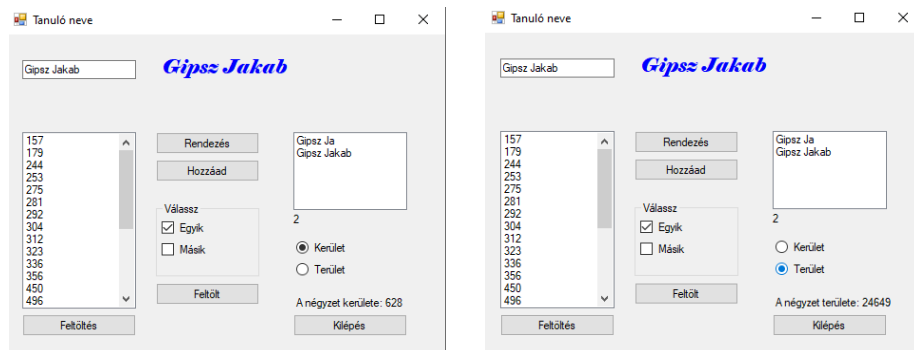 Tanuló neve
Gipsz Jakab
Gipsz Jakab
157
179
244
253
275
281
292
304
312
323
336
356
450
496
Feltöltés
Rendezés
Hozzáad
Válassz
Egyik
Másik
Feltölt
Gipsz Ja
Gipsz Jakab
2
Kerület
Terület
A négyzet kerülete: 628
Kilépés
Tanuló neve
Gipsz Jakab
Gipsz Jakab
157
179
244
253
275
281
292
304
312
323
336
356
450
496
Feltöltés
Rendezés
Hozzáad
Válassz
Egyik
Másik
Feltölt
Gipsz Ja
Gipsz Jakab
2
Kerület
Terület
A négyzet területe: 24649
Kilépés